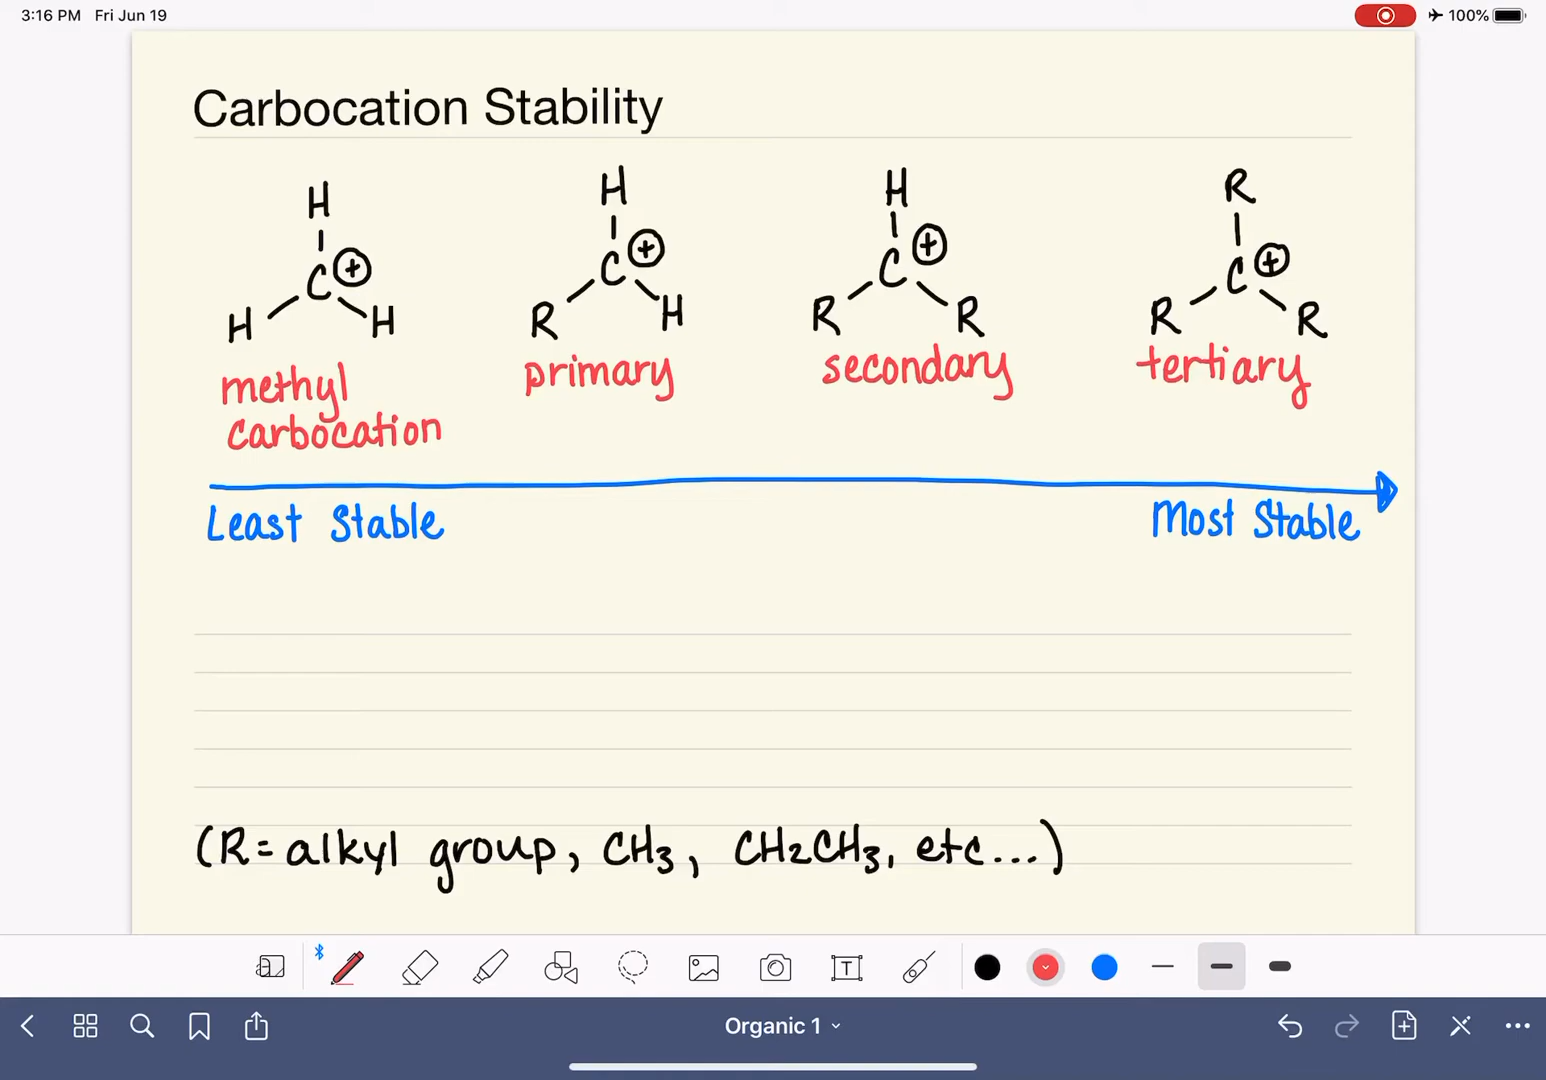 3:16 PM Fri Jun 19
100%
Carbocation Stability
H
C +
H H
H
C +
R H
H
C +
R R
R
C +
R R
methyl
carbocation
primary
secondary
tertiary
Least Stable
Most Stable
(R = alkyl group, CH3, CH2CH3, etc...)
T
Organic 1